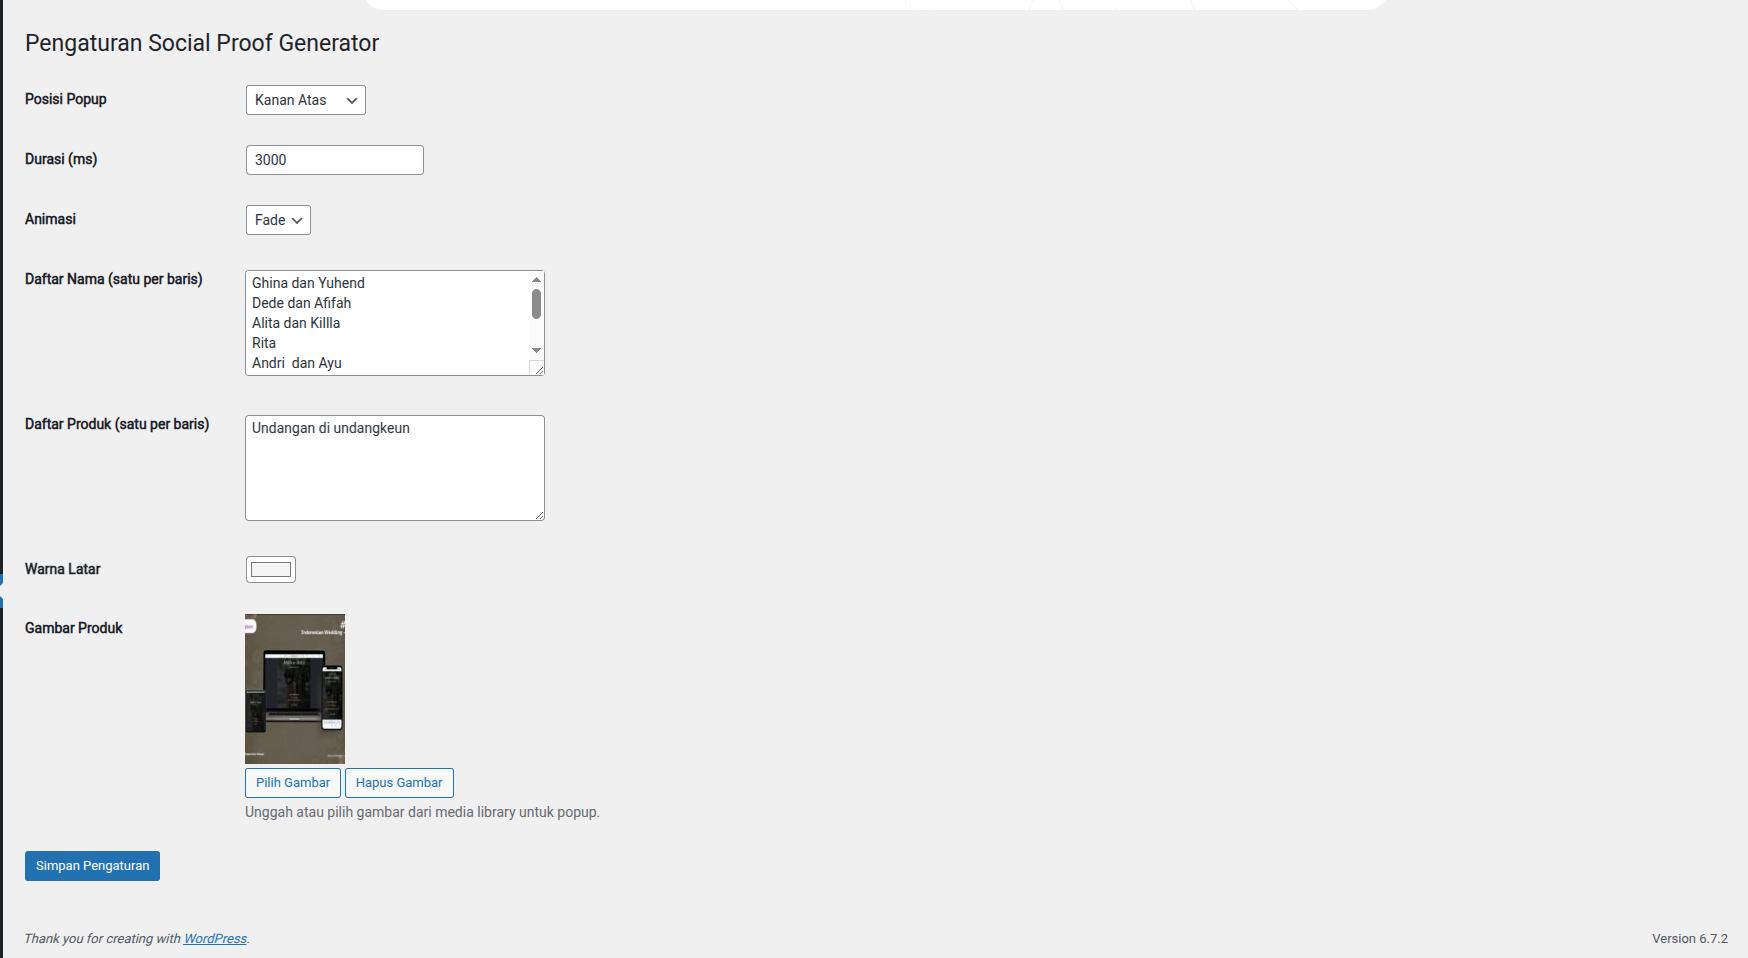 Pengaturan Social Proof Generator
Posisi Popup
Kanan Atas
Durasi (ms)
3000
Animasi
Fade
Daftar Nama (satu per baris)
Ghina dan Yuhend
Dede dan Afifah
Alita dan Killla
Rita
Andri  dan Ayu
Daftar Produk (satu per baris)
Undangan di undangkeun
Warna Latar
Gambar Produk
#
Indonesian Wedding
Pilih Gambar
Hapus Gambar
Unggah atau pilih gambar dari media library untuk popup.
Simpan Pengaturan
Thank you for creating with WordPress.
Version 6.7.2